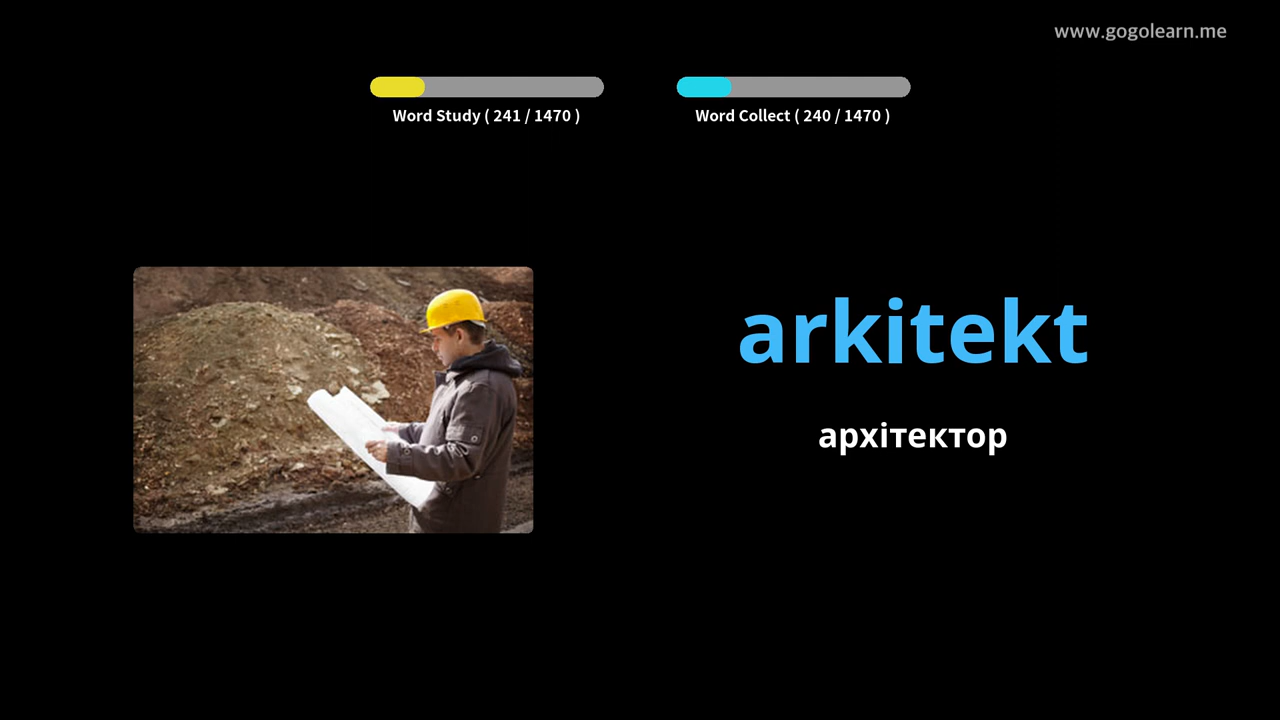 www.gogolearn.me
Word Study ( 241 / 1470 )
Word Collect ( 240 / 1470 )
arkitekt
архітектор